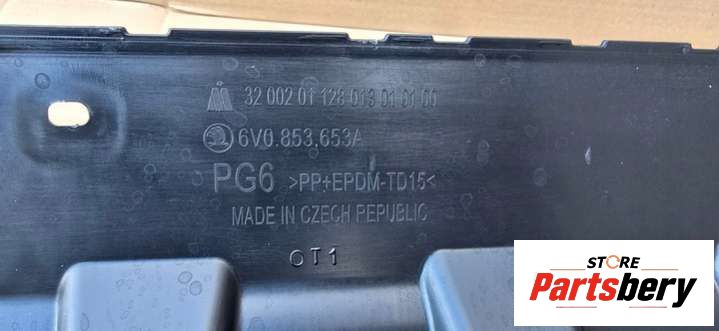 32 002 01 128 013 01 01 00
6V0.853.653A
PG6 >PP+EPDM-TD15<
MADE IN CZECH REPUBLIC
OT1
STORE
Partsbery